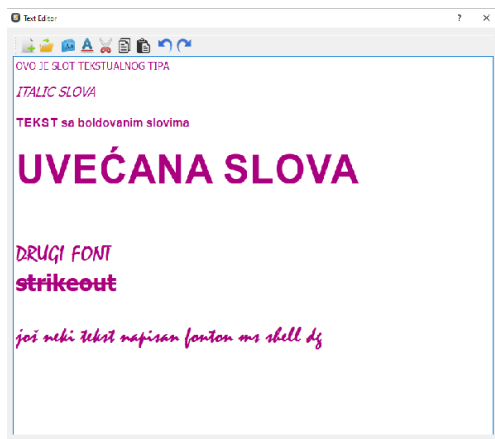 Text Editor
OVO JE SLOT TEKSTUALNOG TIPA
ITALIC SLOVA
TEKST sa boldovanim slovima
UVEĆANA SLOVA
DRUGI FONT
strikeout
još neki tekst napisan fonton ms shell dg